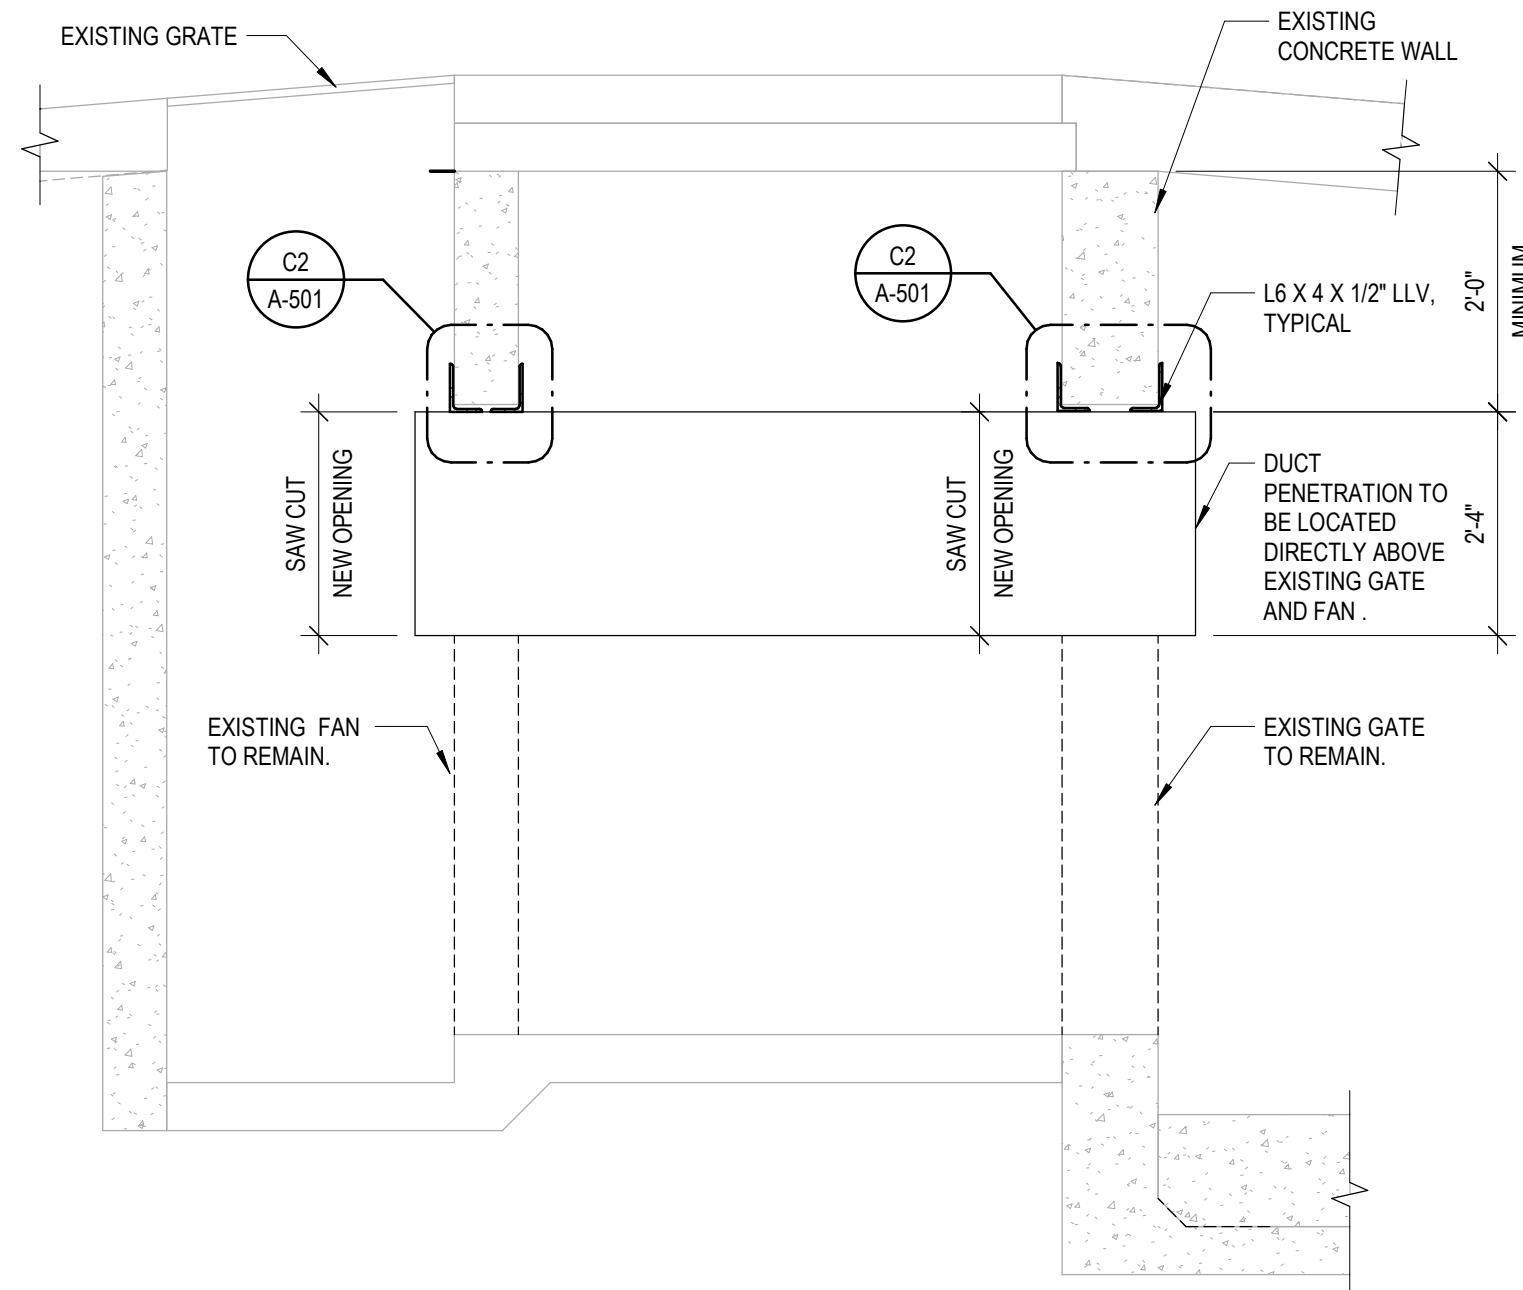 EXISTING GRATE
EXISTING
CONCRETE WALL
C2
A-501
C2
A-501
L6 X 4 X 1/2" LLV,
TYPICAL
2'-0"
MINIMUM
SAW CUT
NEW OPENING
SAW CUT
NEW OPENING
DUCT
PENETRATION TO
BE LOCATED
DIRECTLY ABOVE
EXISTING GATE
AND FAN .
2'-4"
EXISTING FAN
TO REMAIN.
EXISTING GATE
TO REMAIN.